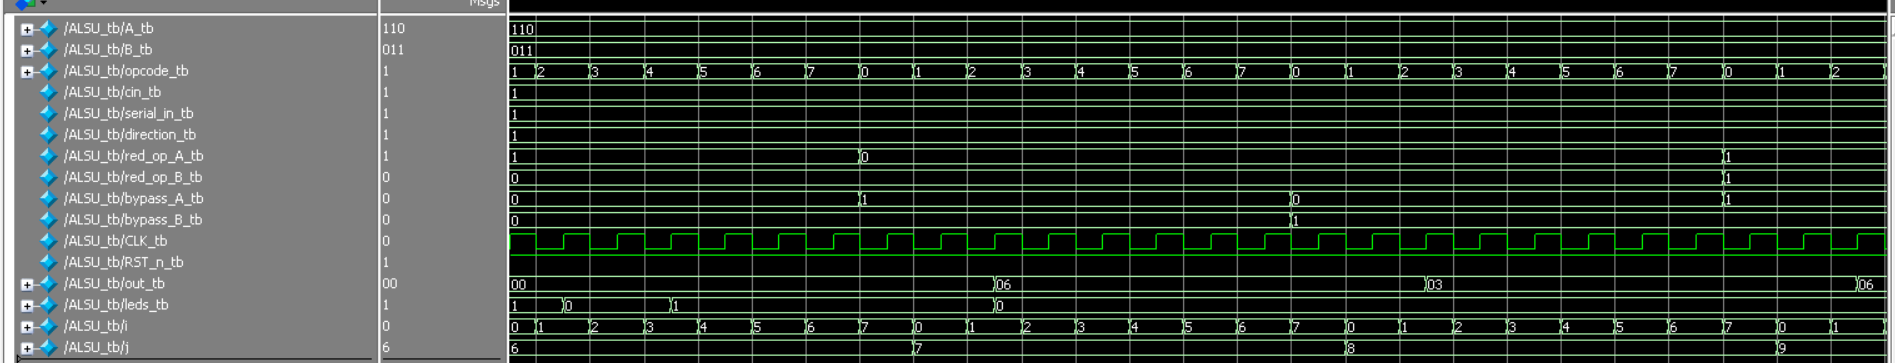 Msgs
/ALSU_tb/A_tb 110 110
/ALSU_tb/B_tb 011 011
/ALSU_tb/opcode_tb 1 1 2 3 4 5 6 7 0 1 2 3 4 5 6 7 0 1 2 3 4 5 6 7 0 1 2
/ALSU_tb/cin_tb 1 1
/ALSU_tb/serial_in_tb 1 1
/ALSU_tb/direction_tb 1 1
/ALSU_tb/red_op_A_tb 1 1 0 1
/ALSU_tb/red_op_B_tb 0 0 1
/ALSU_tb/bypass_A_tb 0 0 1 0 1
/ALSU_tb/bypass_B_tb 0 0 1
/ALSU_tb/CLK_tb 0
/ALSU_tb/RST_n_tb 1
/ALSU_tb/out_tb 00 00 06 03 06
/ALSU_tb/leds_tb 1 1 0 1 0
/ALSU_tb/i 0 0 1 2 3 4 5 6 7 0 1 2 3 4 5 6 7 0 1 2 3 4 5 6 7 0 1
/ALSU_tb/j 6 6 7 8 9